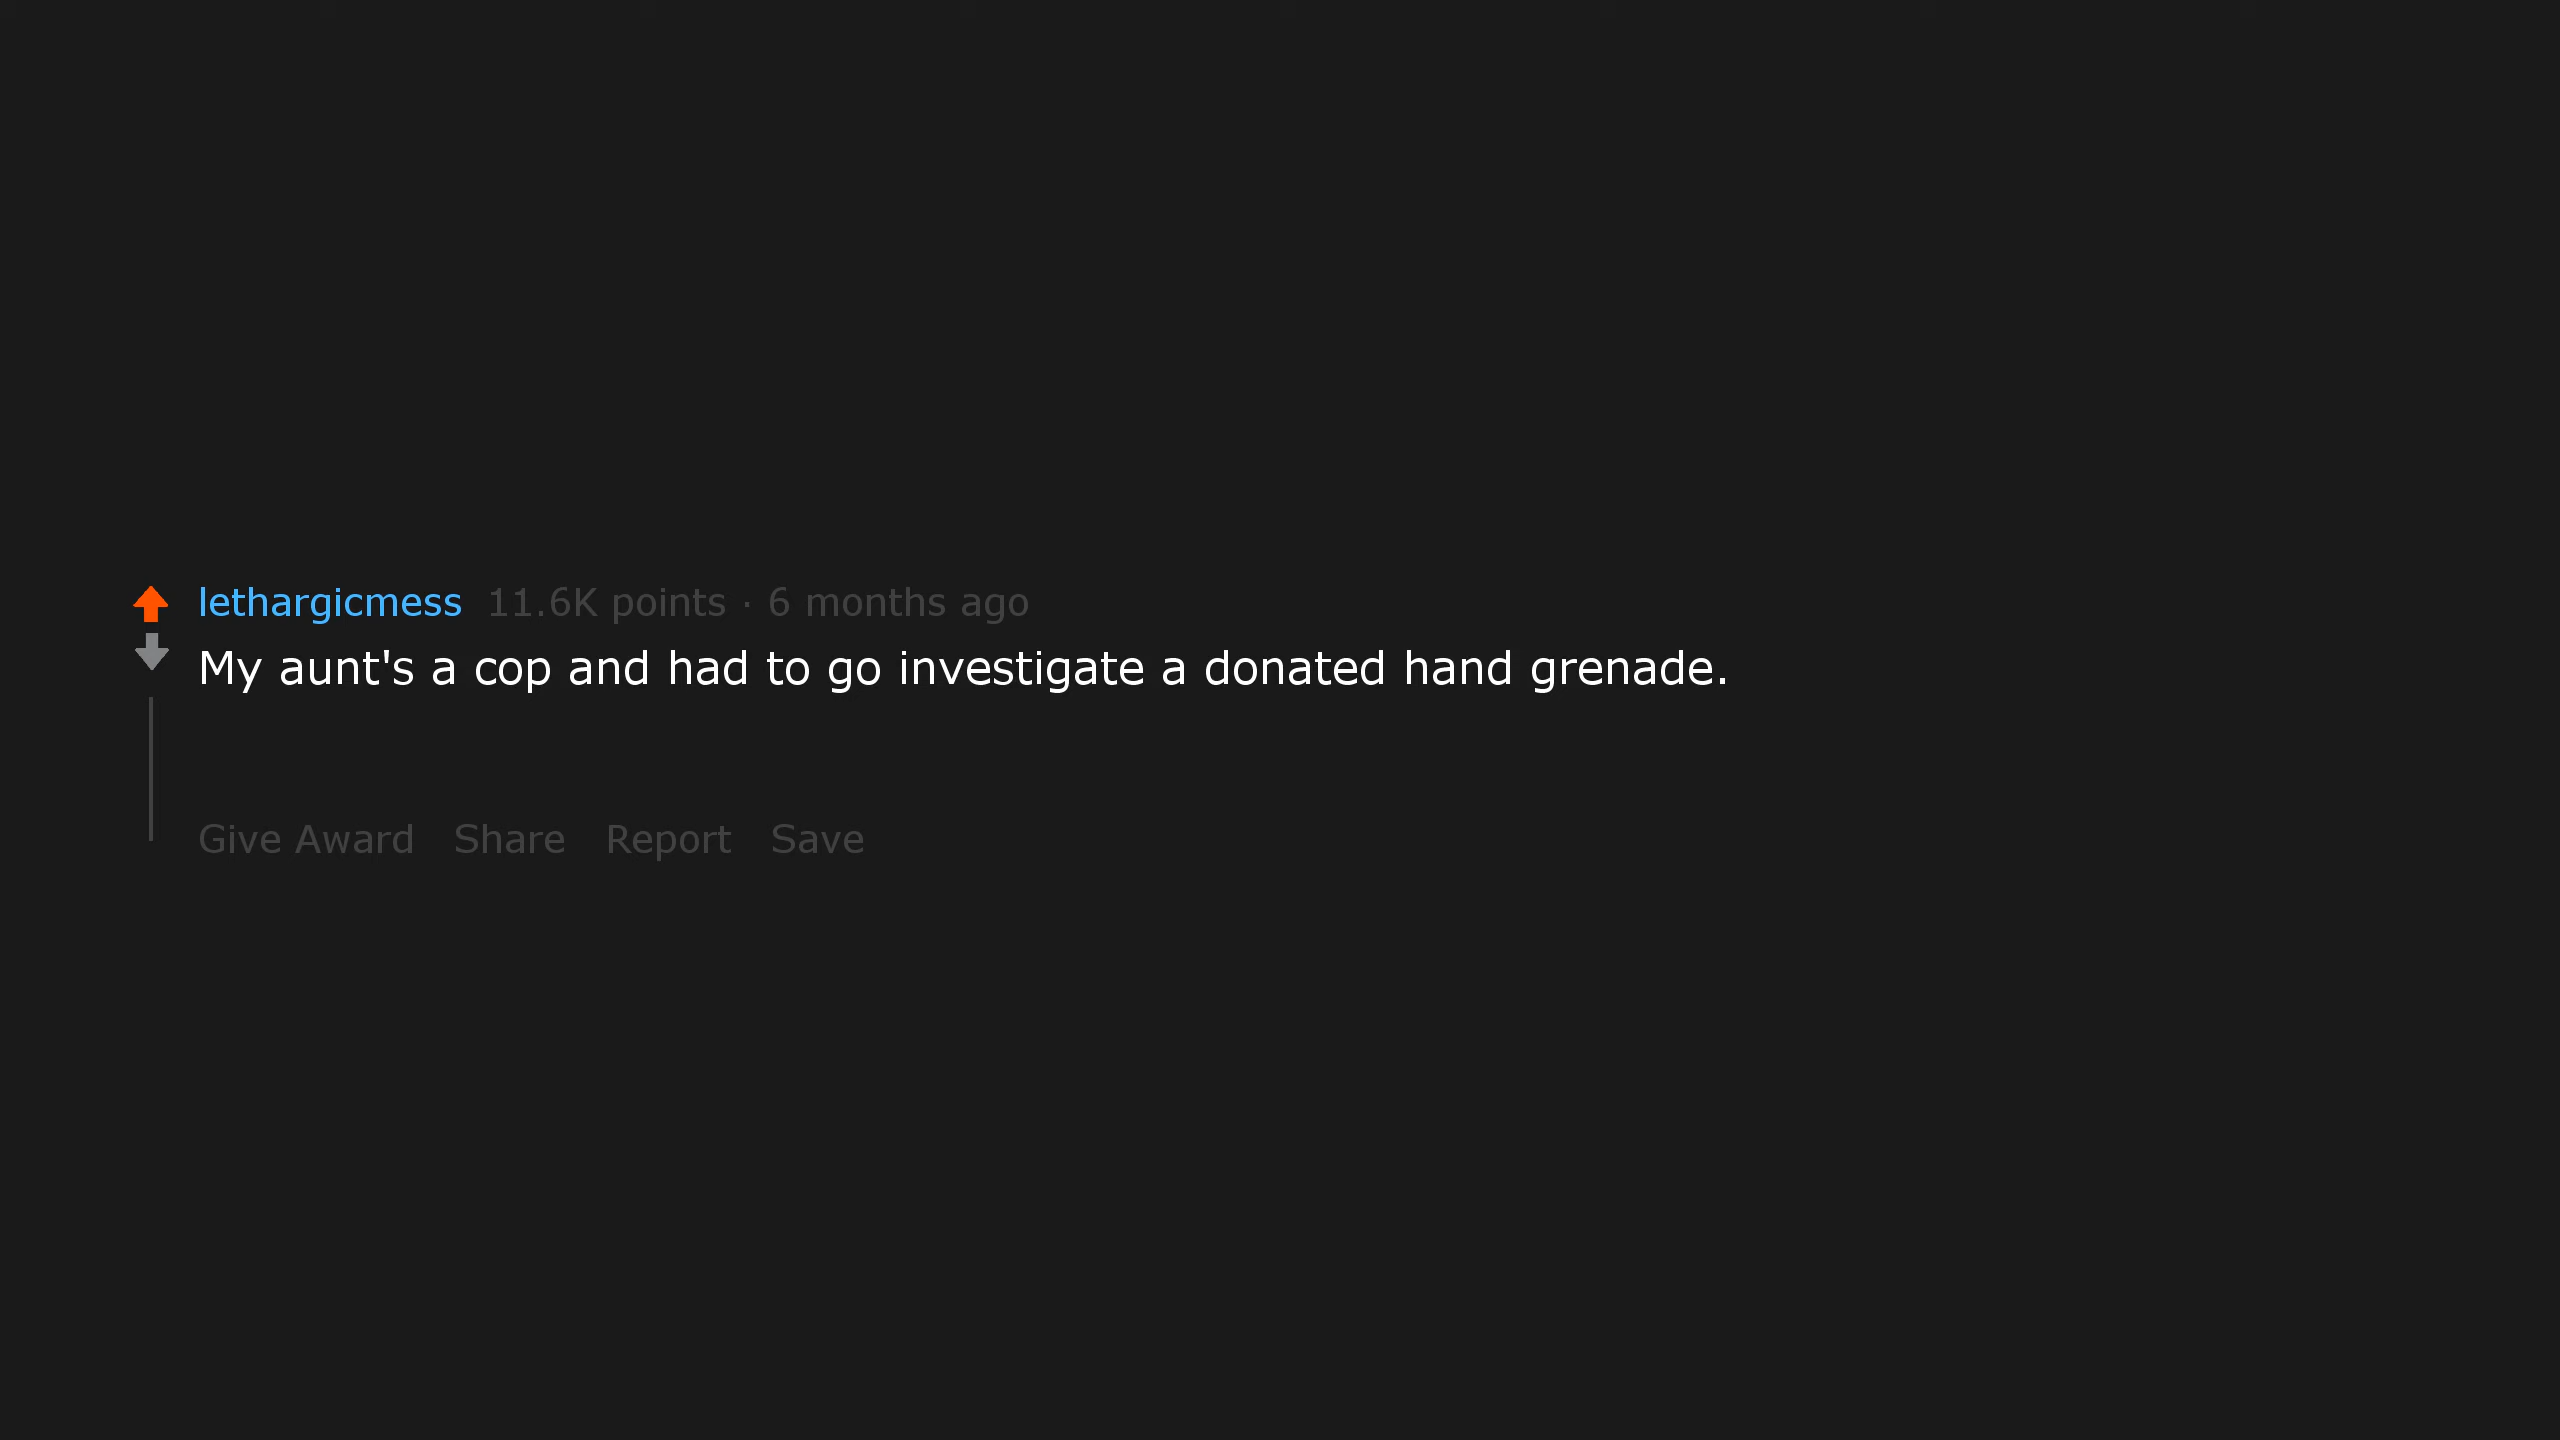 lethargicmess 11.6K points · 6 months ago
My aunt's a cop and had to go investigate a donated hand grenade.
Give Award Share Report Save